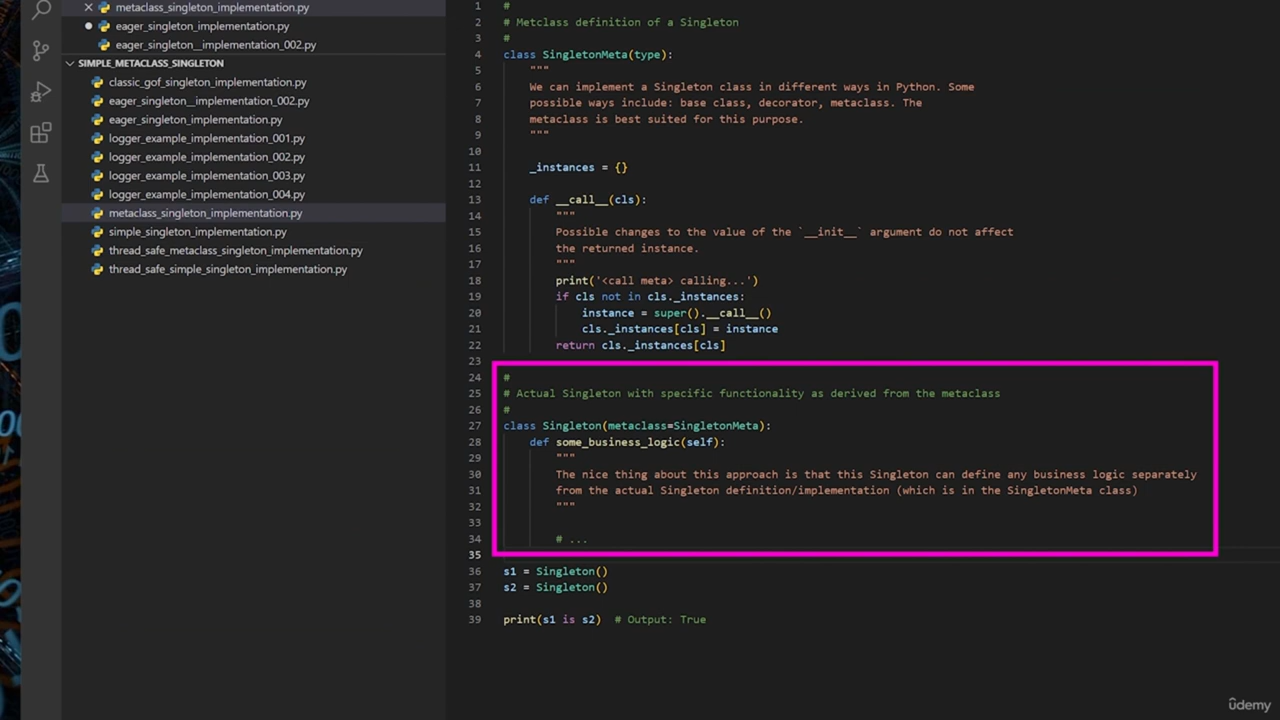 metaclass_singleton_implementation.py
eager_singleton_implementation.py
eager_singleton__implementation_002.py
SIMPLE_METACLASS_SINGLETON
classic_gof_singleton_implementation.py
eager_singleton__implementation_002.py
eager_singleton_implementation.py
logger_example_implementation_001.py
logger_example_implementation_002.py
logger_example_implementation_003.py
logger_example_implementation_004.py
metaclass_singleton_implementation.py
simple_singleton_implementation.py
thread_safe_metaclass_singleton_implementation.py
thread_safe_simple_singleton_implementation.py
1 #
2 # Metclass definition of a Singleton
3 #
4 class SingletonMeta(type):
5 """
6 We can implement a Singleton class in different ways in Python. Some
7 possible ways include: base class, decorator, metaclass. The
8 metaclass is best suited for this purpose.
9 """
10
11 _instances = {}
12
13 def __call__(cls):
14 """
15 Possible changes to the value of the `__init__` argument do not affect
16 the returned instance.
17 """
18 print('<call meta> calling...')
19 if cls not in cls._instances:
20 instance = super().__call__()
21 cls._instances[cls] = instance
22 return cls._instances[cls]
23
24 #
25 # Actual Singleton with specific functionality as derived from the metaclass
26 #
27 class Singleton(metaclass=SingletonMeta):
28 def some_business_logic(self):
29 """
30 The nice thing about this approach is that this Singleton can define any business logic separately
31 from the actual Singleton definition/implementation (which is in the SingletonMeta class)
32 """
33
34 # ...
35
36 s1 = Singleton()
37 s2 = Singleton()
38
39 print(s1 is s2) # Output: True
ûdemy